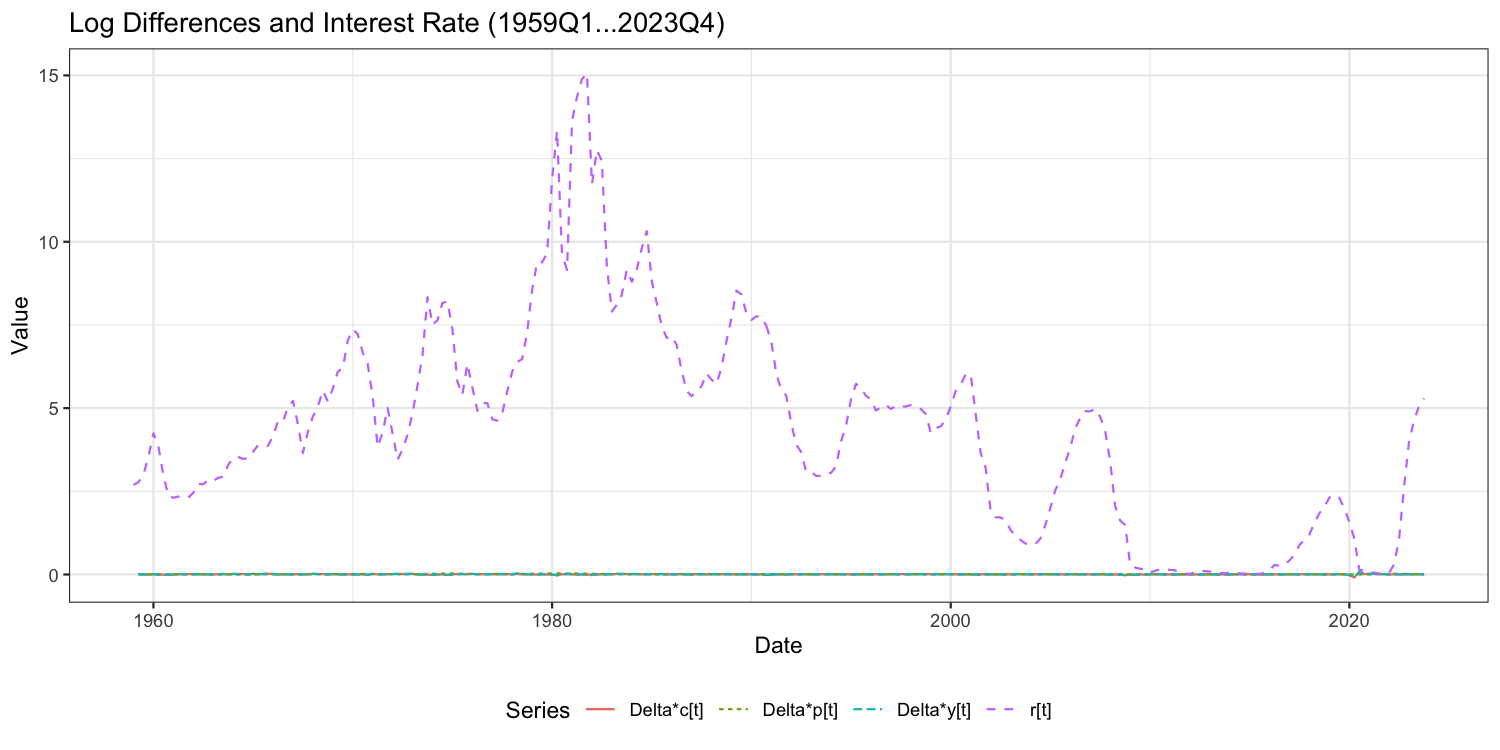 Log Differences and Interest Rate (1959Q1...2023Q4)
15
10
5
0
Value
1960 1980 2000 2020
Date
Series Delta*c[t] Delta*p[t] Delta*y[t] r[t]